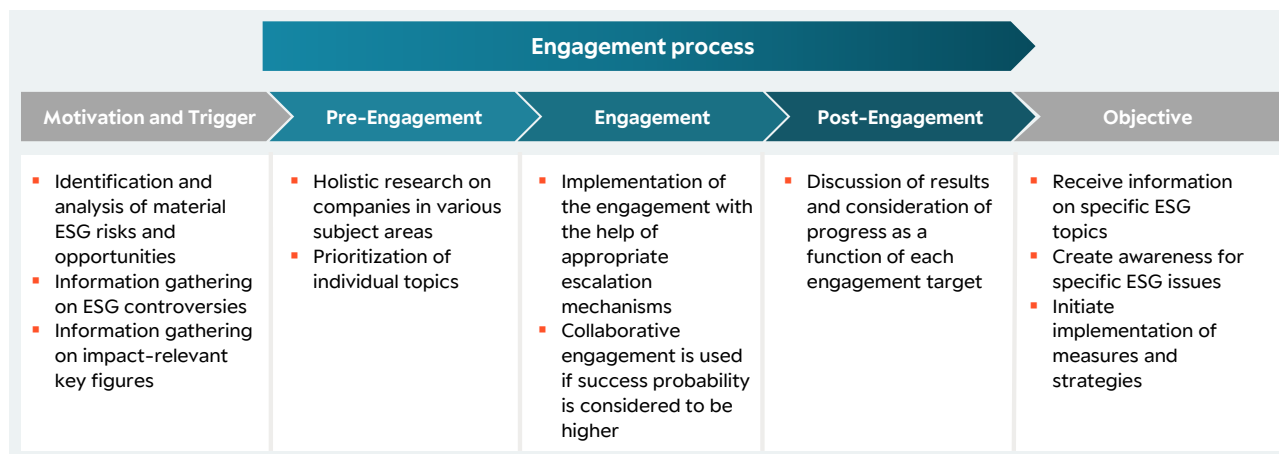 Engagement process
Motivation and Trigger
Pre-Engagement
Engagement
Post-Engagement
Objective
▪ Identification and
analysis of material
ESG risks and
opportunities
▪ Information gathering
on ESG controversies
▪ Information gathering
on impact-relevant
key figures
▪ Holistic research on
companies in various
subject areas
▪ Prioritization of
individual topics
▪ Implementation of
the engagement with
the help of
appropriate
escalation
mechanisms
▪ Collaborative
engagement is used
if success probability
is considered to be
higher
▪ Discussion of results
and consideration of
progress as a
function of each
engagement target
▪ Receive information
on specific ESG
topics
▪ Create awareness for
specific ESG issues
▪ Initiate
implementation of
measures and
strategies